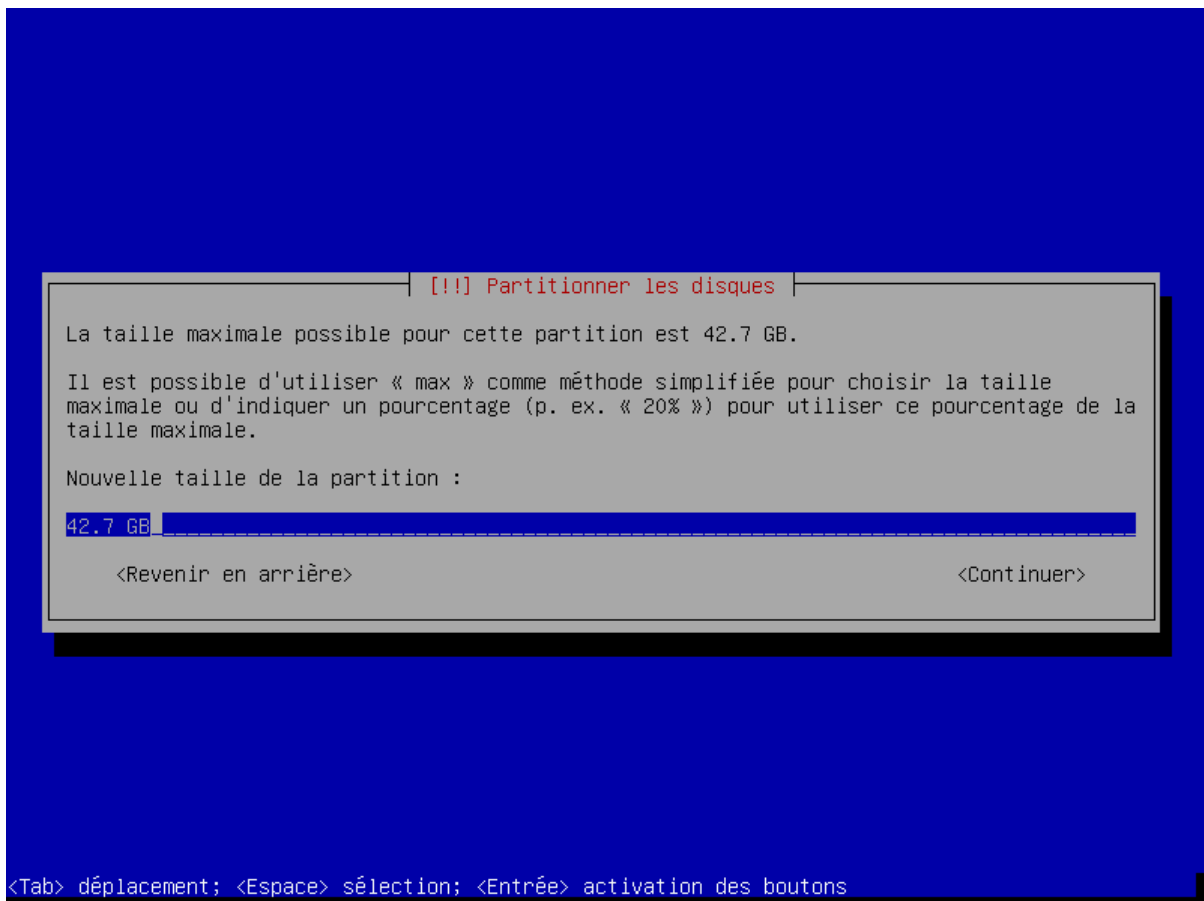 [!!] Partitionner les disques
La taille maximale possible pour cette partition est 42.7 GB.
Il est possible d'utiliser « max » comme méthode simplifiée pour choisir la taille
maximale ou d'indiquer un pourcentage (p. ex. « 20% ») pour utiliser ce pourcentage de la
taille maximale.
Nouvelle taille de la partition :
42.7 GB
<Revenir en arrière> <Continuer>
<Tab> déplacement; <Espace> sélection; <Entrée> activation des boutons